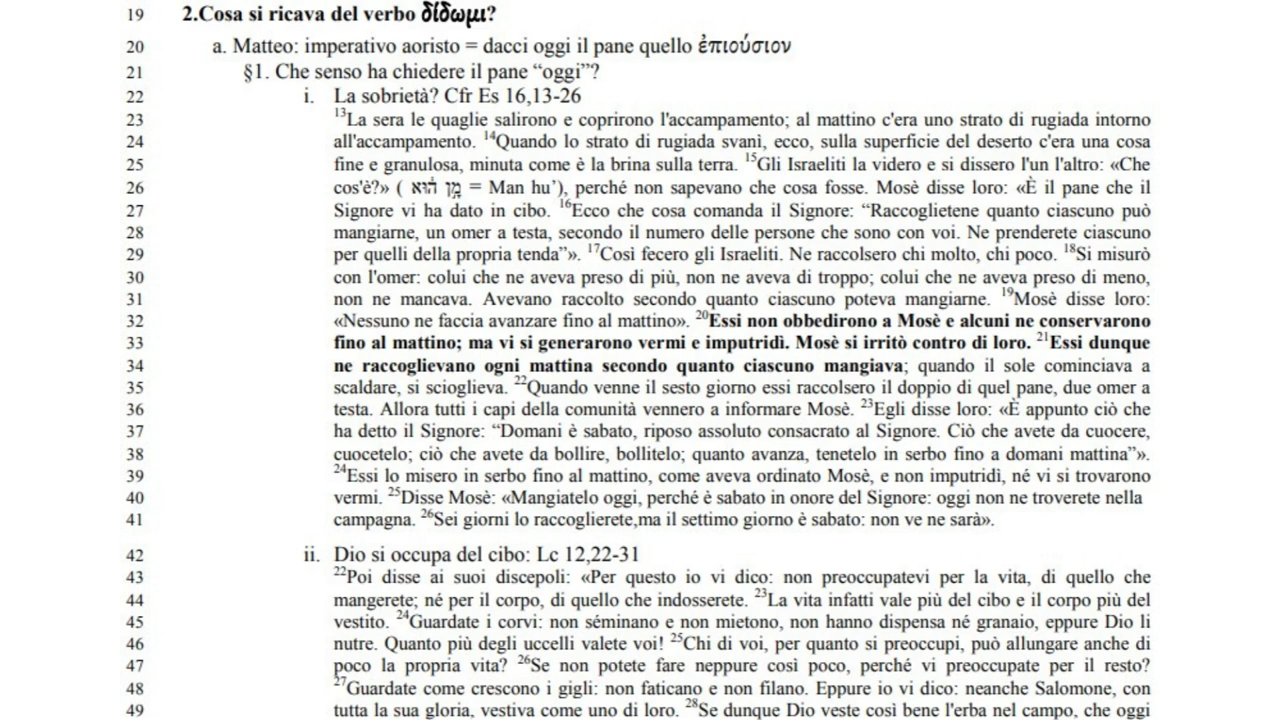 19 2.Cosa si ricava del verbo δίδωμι?
20 a. Matteo: imperativo aoristo = dacci oggi il pane quello ἐπιούσιον
21 §1. Che senso ha chiedere il pane “oggi”?
22 i. La sobrietà? Cfr Es 16,13-26
23 13La sera le quaglie salirono e coprirono l'accampamento; al mattino c'era uno strato di rugiada intorno
24 all'accampamento. 14Quando lo strato di rugiada svanì, ecco, sulla superficie del deserto c'era una cosa
25 fine e granulosa, minuta come è la brina sulla terra. 15Gli Israeliti la videro e si dissero l'un l'altro: «Che
26 cos'è?» ( מָ֣ן ה֔וּא = Man hu’), perché non sapevano che cosa fosse. Mosè disse loro: «È il pane che il
27 Signore vi ha dato in cibo. 16Ecco che cosa comanda il Signore: “Raccoglietene quanto ciascuno può
28 mangiarne, un omer a testa, secondo il numero delle persone che sono con voi. Ne prenderete ciascuno
29 per quelli della propria tenda”». 17Così fecero gli Israeliti. Ne raccolsero chi molto, chi poco. 18Si misurò
30 con l'omer: colui che ne aveva preso di più, non ne aveva di troppo; colui che ne aveva preso di meno,
31 non ne mancava. Avevano raccolto secondo quanto ciascuno poteva mangiarne. 19Mosè disse loro:
32 «Nessuno ne faccia avanzare fino al mattino». 20Essi non obbedirono a Mosè e alcuni ne conservarono
33 fino al mattino; ma vi si generarono vermi e imputridì. Mosè si irritò contro di loro. 21Essi dunque
34 ne raccoglievano ogni mattina secondo quanto ciascuno mangiava; quando il sole cominciava a
35 scaldare, si scioglieva. 22Quando venne il sesto giorno essi raccolsero il doppio di quel pane, due omer a
36 testa. Allora tutti i capi della comunità vennero a informare Mosè. 23Egli disse loro: «È appunto ciò che
37 ha detto il Signore: “Domani è sabato, riposo assoluto consacrato al Signore. Ciò che avete da cuocere,
38 cuocetelo; ciò che avete da bollire, bollitelo; quanto avanza, tenetelo in serbo fino a domani mattina”».
39 24Essi lo misero in serbo fino al mattino, come aveva ordinato Mosè, e non imputridì, né vi si trovarono
40 vermi. 25Disse Mosè: «Mangiatelo oggi, perché è sabato in onore del Signore: oggi non ne troverete nella
41 campagna. 26Sei giorni lo raccoglierete,ma il settimo giorno è sabato: non ve ne sarà».
42 ii. Dio si occupa del cibo: Lc 12,22-31
43 22Poi disse ai suoi discepoli: «Per questo io vi dico: non preoccupatevi per la vita, di quello che
44 mangerete; né per il corpo, di quello che indosserete. 23La vita infatti vale più del cibo e il corpo più del
45 vestito. 24Guardate i corvi: non séminano e non mietono, non hanno dispensa né granaio, eppure Dio li
46 nutre. Quanto più degli uccelli valete voi! 25Chi di voi, per quanto si preoccupi, può allungare anche di
47 poco la propria vita? 26Se non potete fare neppure così poco, perché vi preoccupate per il resto?
48 27Guardate come crescono i gigli: non faticano e non filano. Eppure io vi dico: neanche Salomone, con
49 tutta la sua gloria, vestiva come uno di loro. 28Se dunque Dio veste così bene l'erba nel campo, che oggi